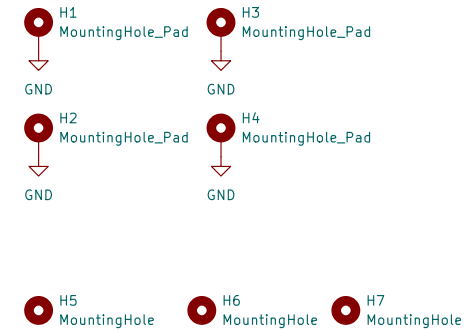 H1
MountingHole_Pad
GND
H3
MountingHole_Pad
GND
H2
MountingHole_Pad
GND
H4
MountingHole_Pad
GND
H5
MountingHole
H6
MountingHole
H7
MountingHole